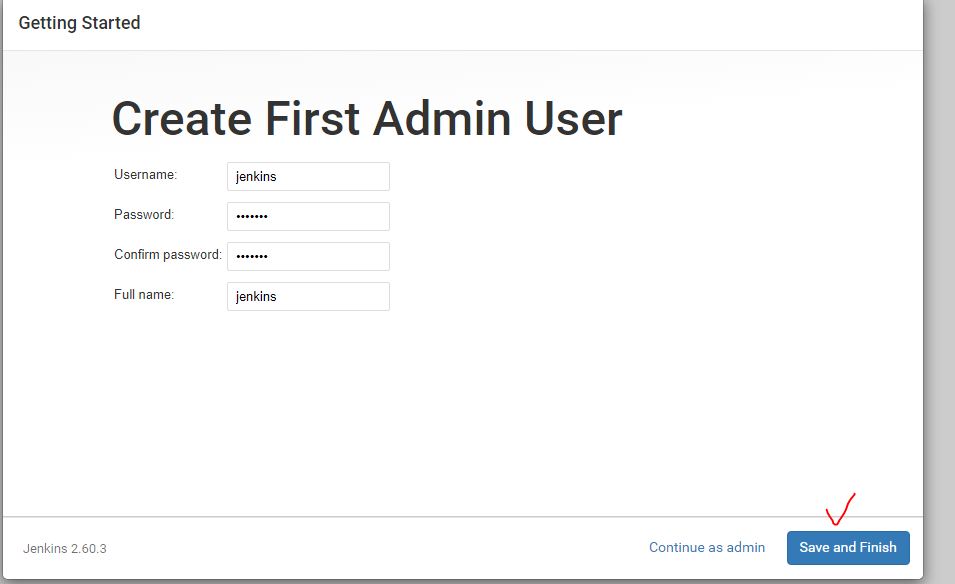 Getting Started
Create First Admin User
Username: jenkins
Password: •••••••
Confirm password: •••••••
Full name: jenkins
Jenkins 2.60.3 Continue as admin Save and Finish